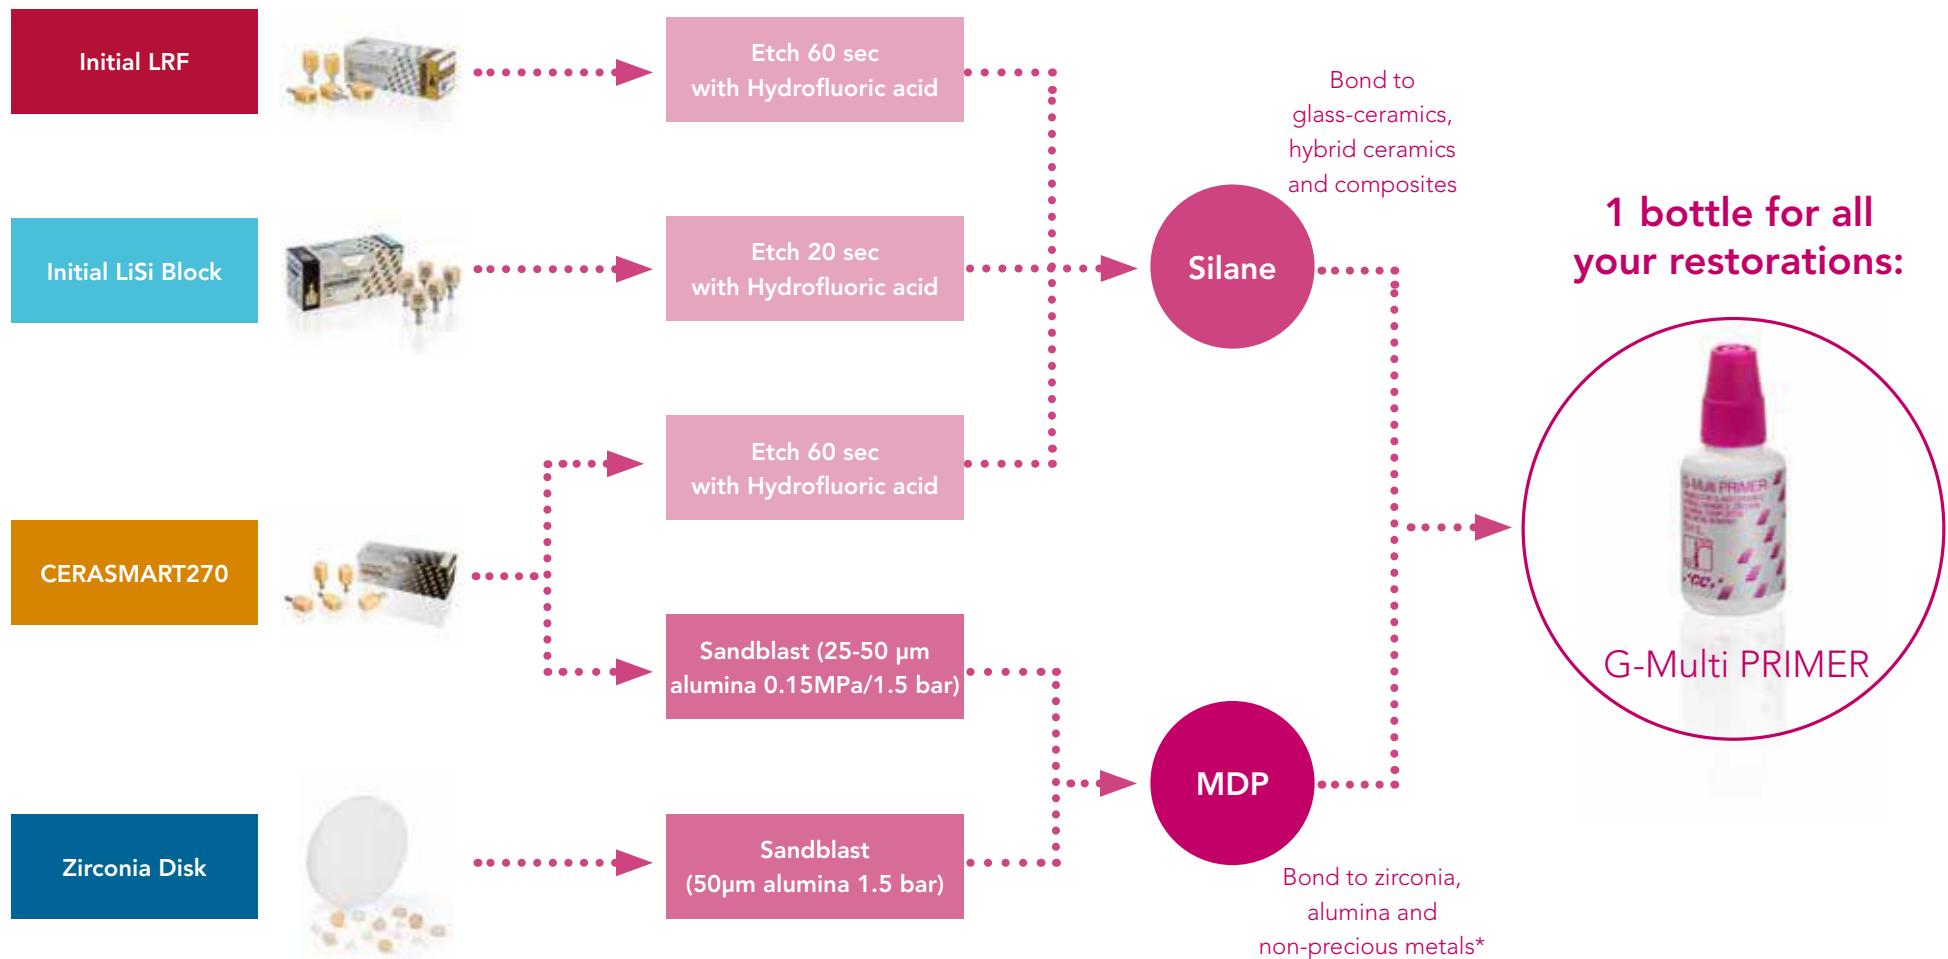 Initial LRF
Etch 60 sec
with Hydrofluoric acid
Bond to
glass-ceramics,
hybrid ceramics
and composites
Initial LiSi Block
Etch 20 sec
with Hydrofluoric acid
Silane
1 bottle for all
your restorations:
Etch 60 sec
with Hydrofluoric acid
G-Multi PRIMER
CERASMART270
Sandblast (25-50 µm
alumina 0.15MPa/1.5 bar)
G-Multi PRIMER
MDP
Zirconia Disk
Sandblast
(50µm alumina 1.5 bar)
Bond to zirconia,
alumina and
non-precious metals*